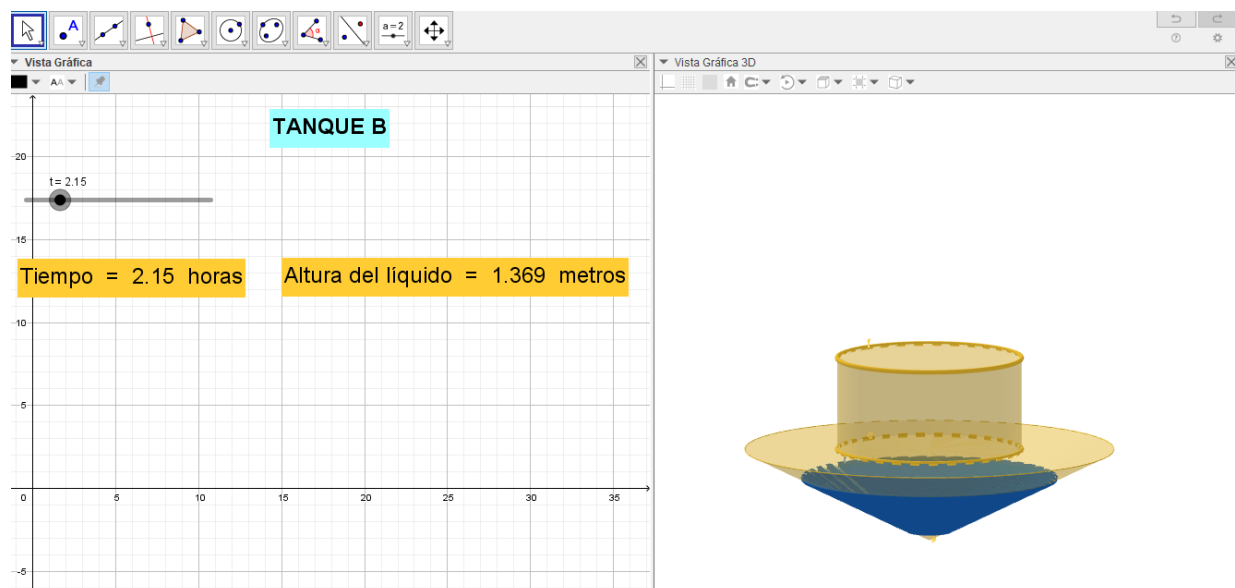 A
α
a=2
Vista Gráfica
Vista Gráfica 3D
AA
TANQUE B
20
t = 2.15
15
Tiempo = 2.15 horas
Altura del líquido = 1.369 metros
10
5
0
5
10
15
20
25
30
35
-5